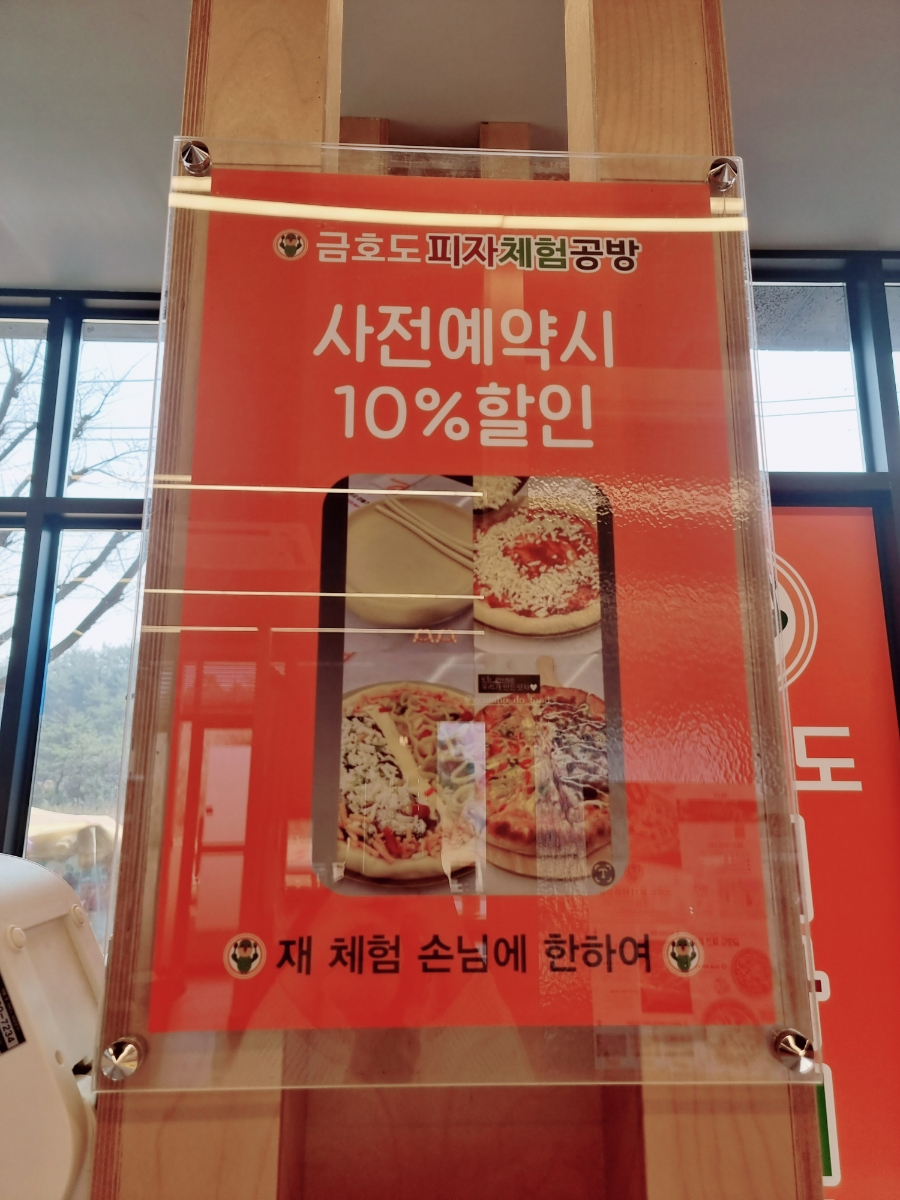 금호도피자체험공방
사전예약시
10%할인
재 체험 손님에 한하여
도